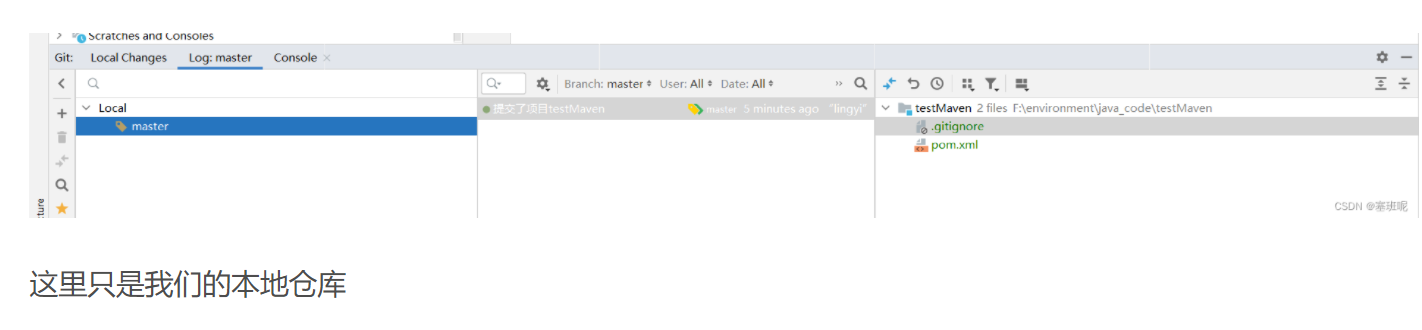 Scratches and Consoles
Git: Local Changes Log: master Console
Branch: master User: All Date: All
Local
master
提交了项目testMaven master 5 minutes ago "lingyi"
testMaven 2 files F:\environment\java_code\testMaven
.gitignore
pom.xml
CSDN @塞班呢
这里只是我们的本地仓库